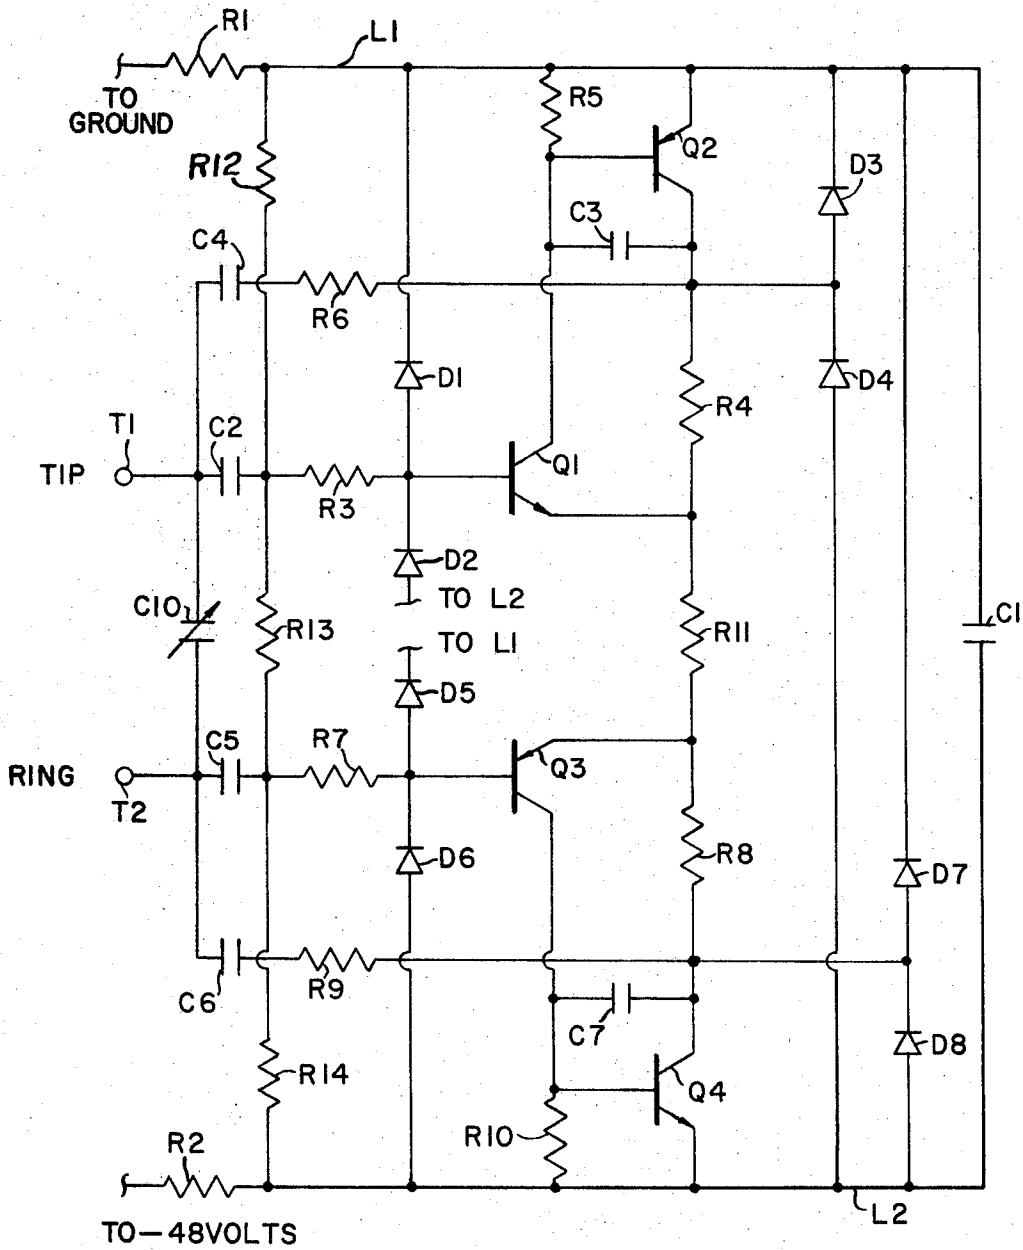 R1
L1
TO
GROUND
R5
Q2
D3
R12
C3
C4
R6
D1
D4
R4
T1
C2
TIP
Q1
R3
D2
TO L2
C10
R13
TO L1
R11
C1
D5
C5
R7
RING
T2
Q3
D6
R8
D7
C6
R9
C7
D8
R14
Q4
R10
R2
TO-48VOLTS
L2